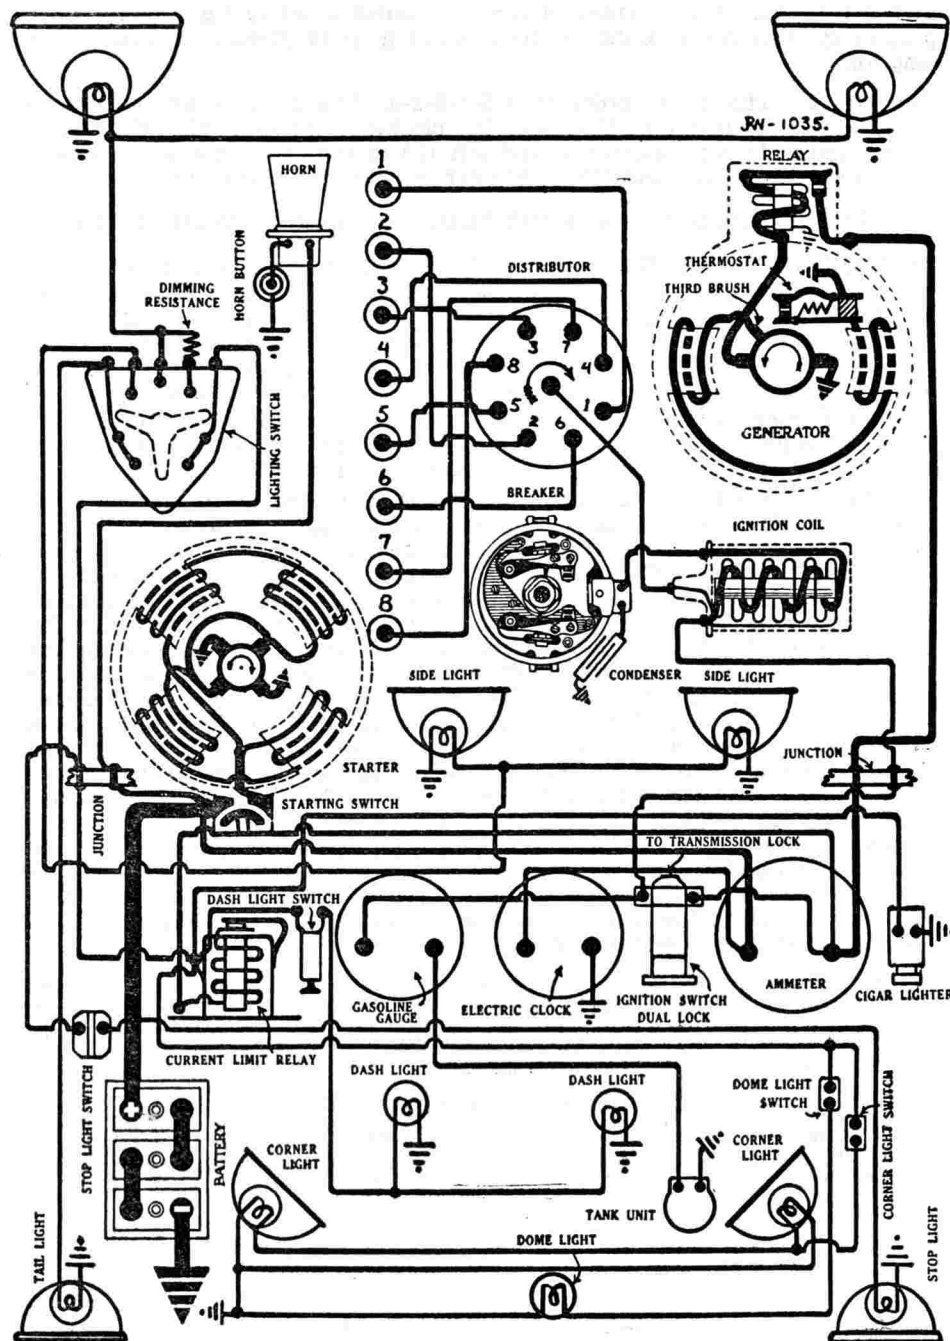 RN-1035.
RELAY
HORN
1
2
3
4
5
6
7
8
HORN BUTTON
DIMMING
RESISTANCE
DISTRIBUTOR
THERMOSTAT
THIRD BRUSH
3
7
8
4
5
1
2
6
GENERATOR
LIGHTING SWITCH
BREAKER
IGNITION COIL
CONDENSER
SIDE LIGHT
SIDE LIGHT
STARTER
JUNCTION
STARTING SWITCH
JUNCTION
TO TRANSMISSION LOCK
DASH LIGHT SWITCH
GASOLINE
GAUGE
ELECTRIC CLOCK
IGNITION SWITCH
DUAL LOCK
AMMETER
CIGAR LIGHTER
CURRENT LIMIT RELAY
STOP LIGHT SWITCH
BATTERY
DASH LIGHT
DASH LIGHT
DOME LIGHT
SWITCH
CORNER LIGHT SWITCH
CORNER
LIGHT
CORNER
LIGHT
TANK UNIT
DOME LIGHT
TAIL LIGHT
STOP LIGHT